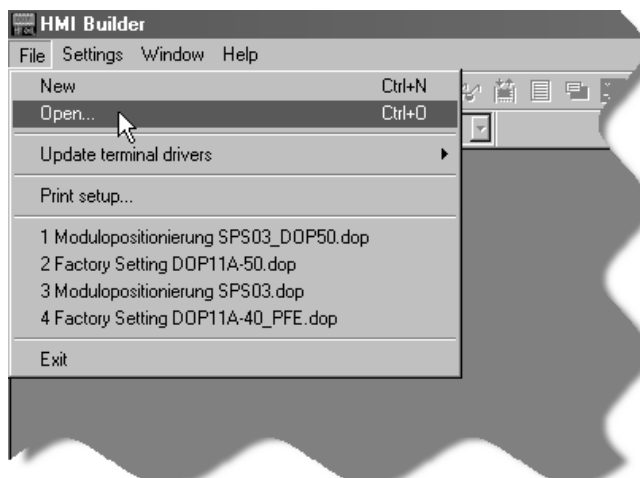 HMI Builder
File Settings Window Help
New Ctrl+N
Open... Ctrl+O
Update terminal drivers
Print setup...
1 Modulopositionierung SPS03_DOP50.dop
2 Factory Setting DOP11A-50.dop
3 Modulopositionierung SPS03.dop
4 Factory Setting DOP11A-40_PFE.dop
Exit